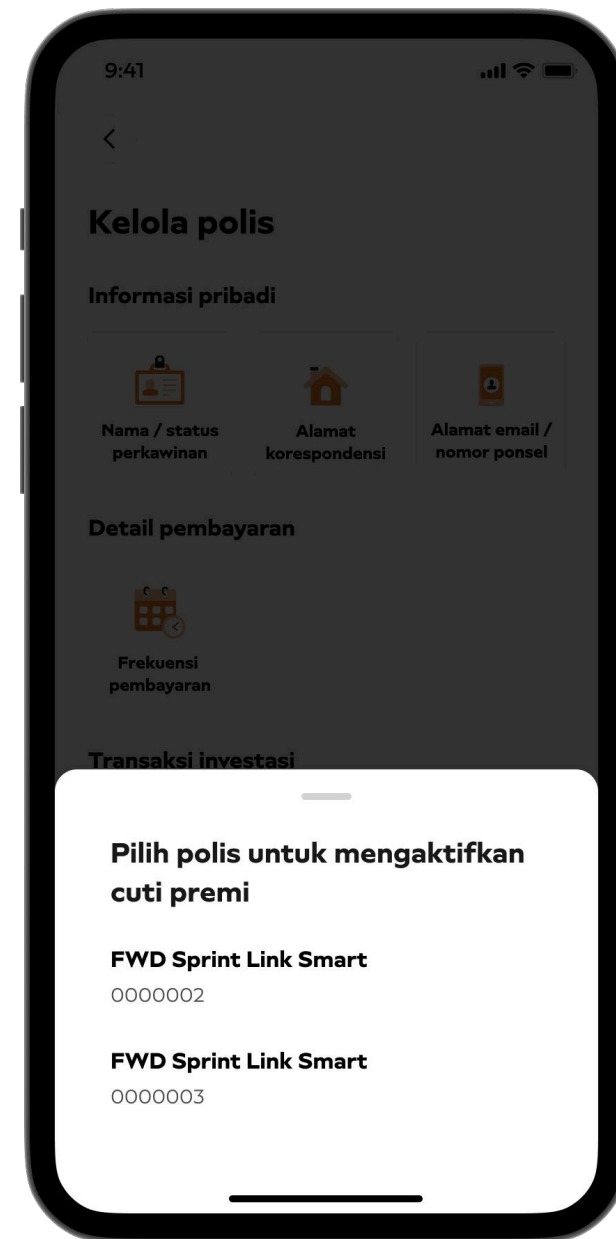 9:41
Kelola polis
Informasi pribadi
Nama / status
perkawinan
Alamat
korespondensi
Alamat email /
nomor ponsel
Detail pembayaran
Frekuensi
pembayaran
Transaksi investasi
Pilih polis untuk mengaktifkan
cuti premi
FWD Sprint Link Smart
0000002
FWD Sprint Link Smart
0000003